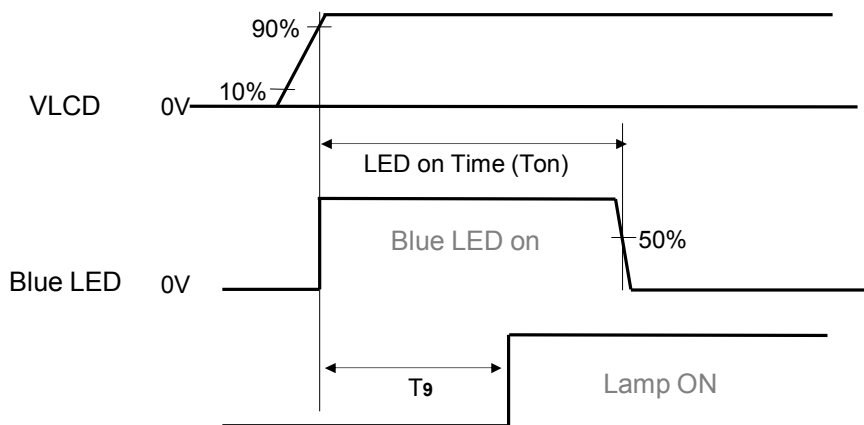 90%
10%
VLCD 0V
LED on Time (Ton)
Blue LED on
50%
Blue LED 0V
T9
Lamp ON